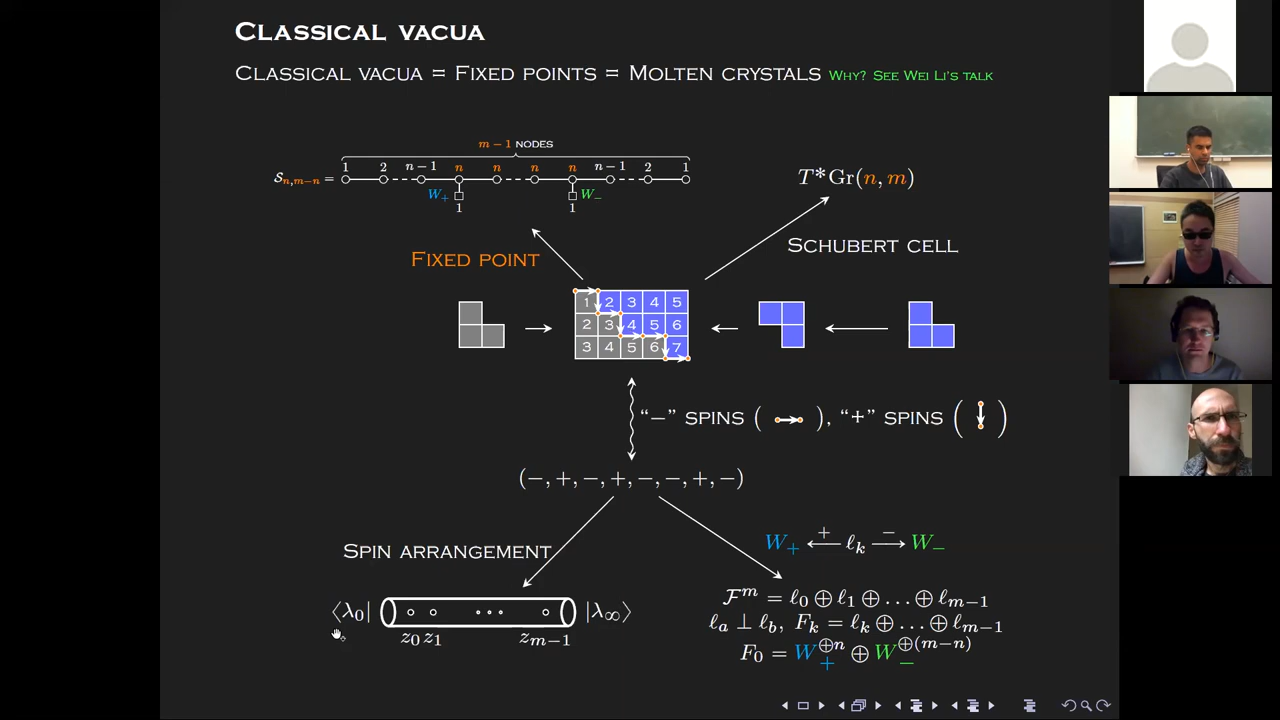 Classical vacua
Classical vacua = Fixed points = Molten crystals Why? See Wei Li's talk
m − 1 nodes
1 2 n − 1 n n n n n − 1 2 1
𝒮ₙ,ₘ₋ₙ =
W₊ W₋
1 1
T*Gr(n, m)
Fixed point
Schubert cell
1 2 3 4 5
2 3 4 5 6
3 4 5 6 7
“−” spins ( ), “+” spins ( )
(−, +, −, +, −, −, +, −)
W₊ ←⁺ ℓₖ →⁻ W₋
Spin arrangement
⟨λ₀| ... |λ∞⟩
z₀ z₁ zₘ₋₁
ℱᵐ = ℓ₀ ⊕ ℓ₁ ⊕ … ⊕ ℓₘ₋₁
ℓₐ ⊥ ℓ_b, Fₖ = ℓₖ ⊕ … ⊕ ℓₘ₋₁
F₀ = W₊^{⊕n} ⊕ W₋^{⊕(m−n)}